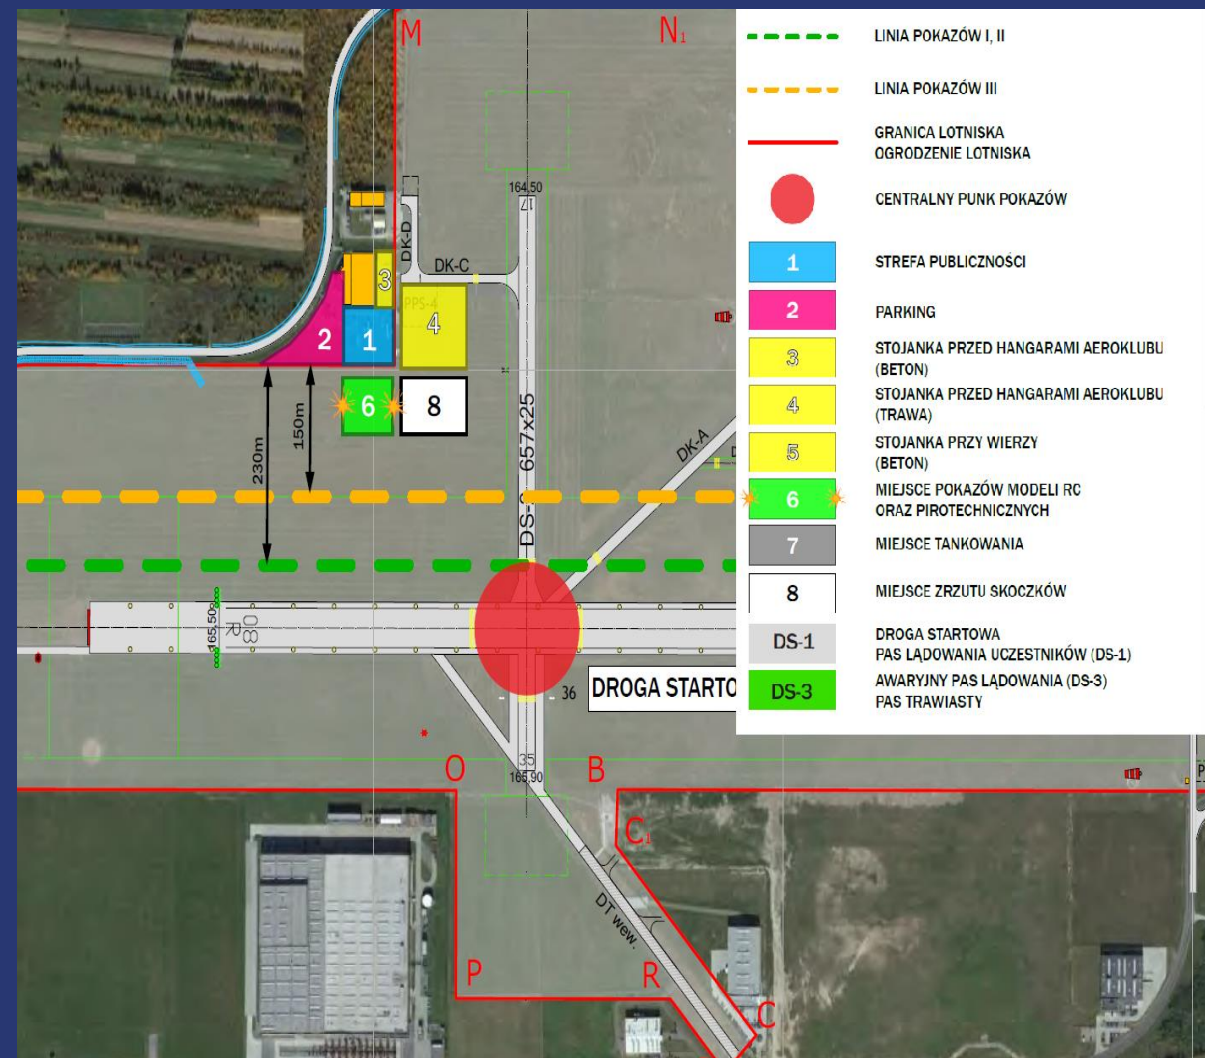 M
N₁
164,50
17
DK-D
DK-C
3
PPS-4
4
2
1
6
8
230m
150m
DS-3 657x25
DK-A
165,50
08
R
36
DROGA STARTO
35
165,90
O
B
C₁
DT wew.
P
R
C
P
LINIA POKAZÓW I, II
LINIA POKAZÓW III
GRANICA LOTNISKA
OGRODZENIE LOTNISKA
CENTRALNY PUNK POKAZÓW
1 STREFA PUBLICZNOŚCI
2 PARKING
3 STOJANKA PRZED HANGARAMI AEROKLUBU
(BETON)
4 STOJANKA PRZED HANGARAMI AEROKLUBU
(TRAWA)
5 STOJANKA PRZY WIERZY
(BETON)
6 MIEJSCE POKAZÓW MODELI RC
ORAZ PIROTECHNICZNYCH
7 MIEJSCE TANKOWANIA
8 MIEJSCE ZRZUTU SKOCZKÓW
DS-1 DROGA STARTOWA
PAS LĄDOWANIA UCZESTNIKÓW (DS-1)
DS-3 AWARYJNY PAS LĄDOWANIA (DS-3)
PAS TRAWIASTY